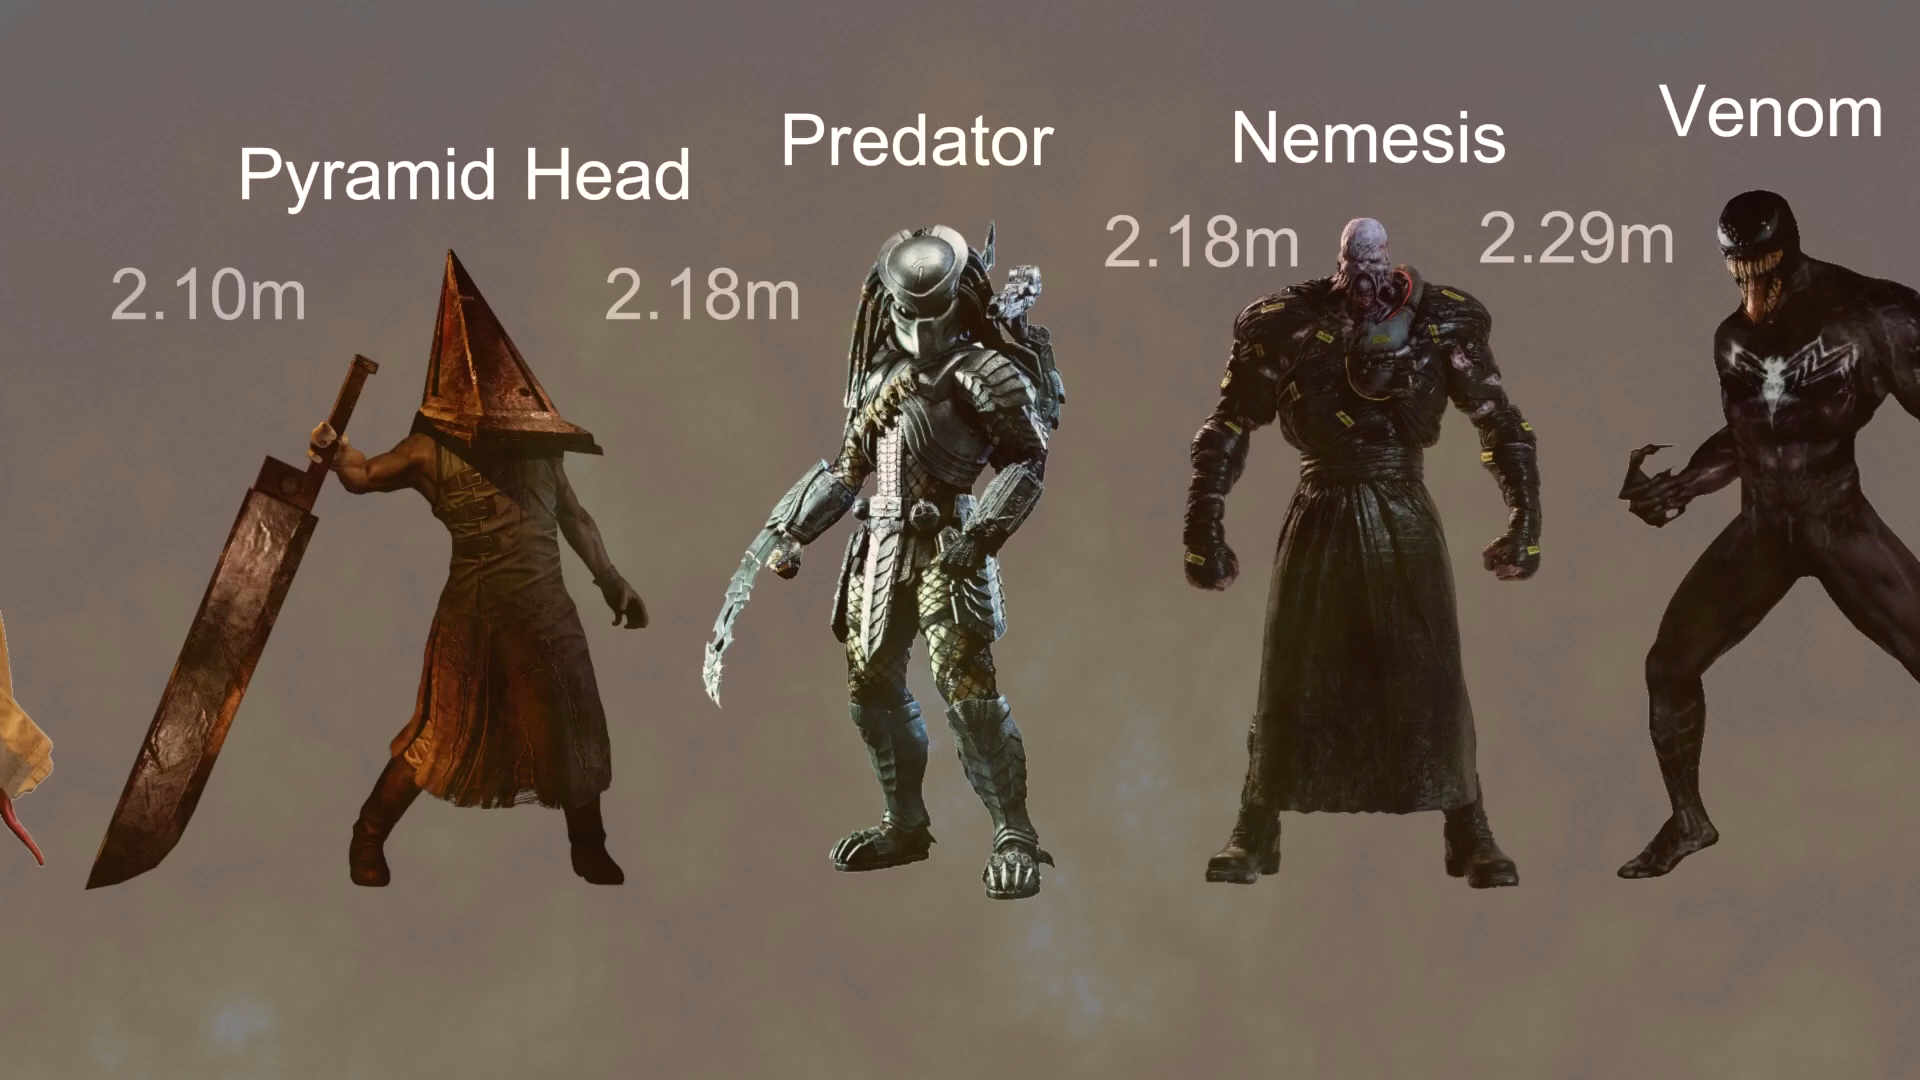 Pyramid Head
2.10m
Predator
2.18m
Nemesis
2.18m
Venom
2.29m